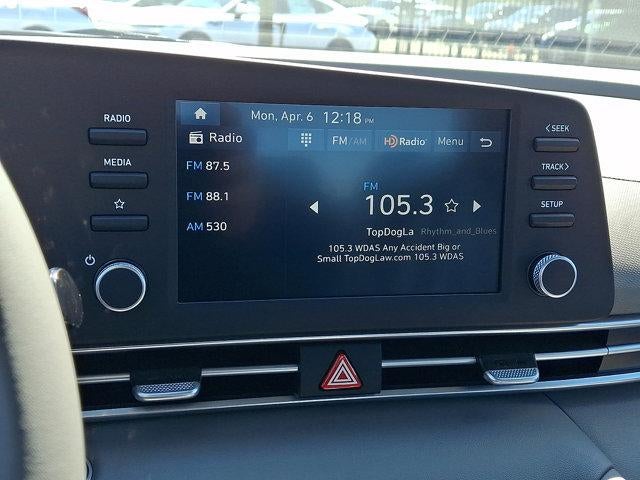 Mon, Apr. 6 12:18 PM
Radio FM/AM HD Radio Menu
RADIO
MEDIA
FM 87.5
FM 88.1
AM 530
FM
105.3
TopDogLa Rhythm_and_Blues
105.3 WDAS Any Accident Big or
Small TopDogLaw.com 105.3 WDAS
< SEEK
TRACK >
SETUP